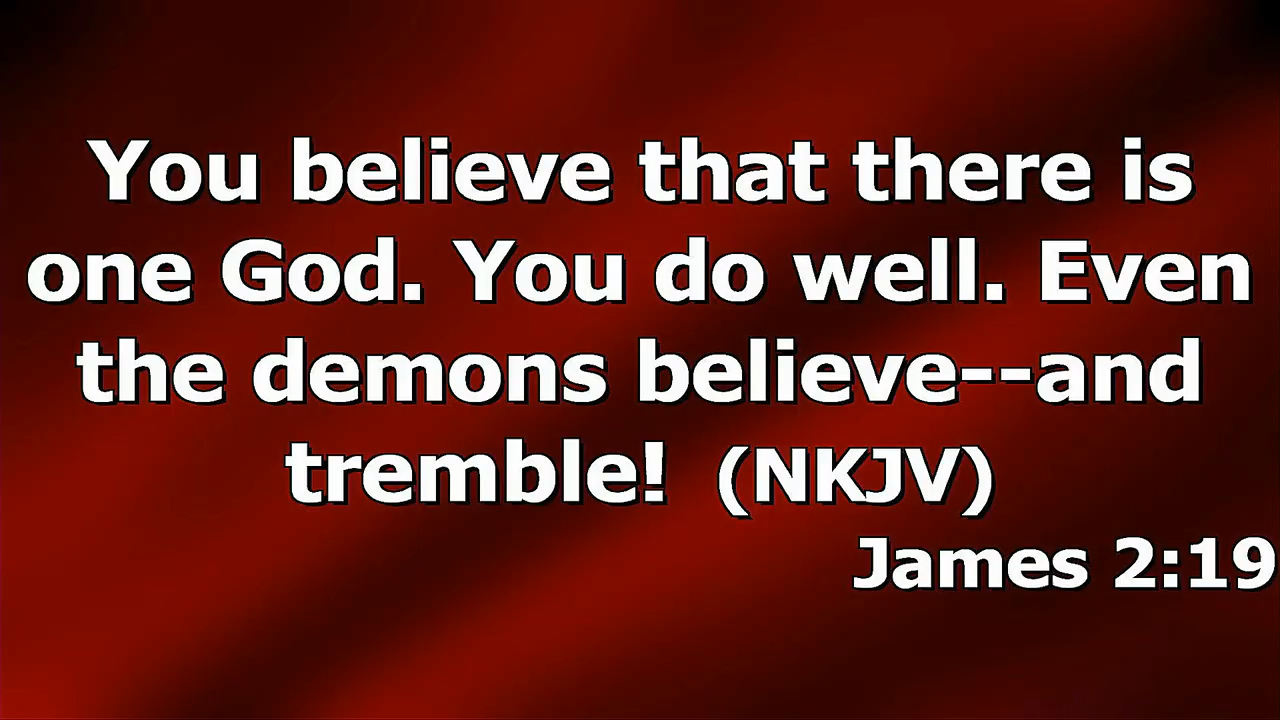 You believe that there is
one God. You do well. Even
the demons believe--and
tremble! (NKJV)
James 2:19